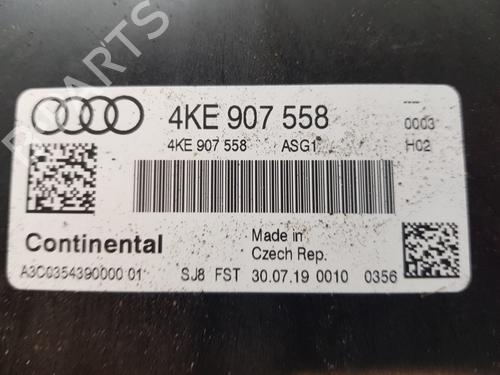 4KE 907 558
---
0003
4KE 907 558 ASG1 H02
Continental
Made in
Czech Rep.
A3C0354390000 01 SJ8 FST 30.07.19 0010 0356